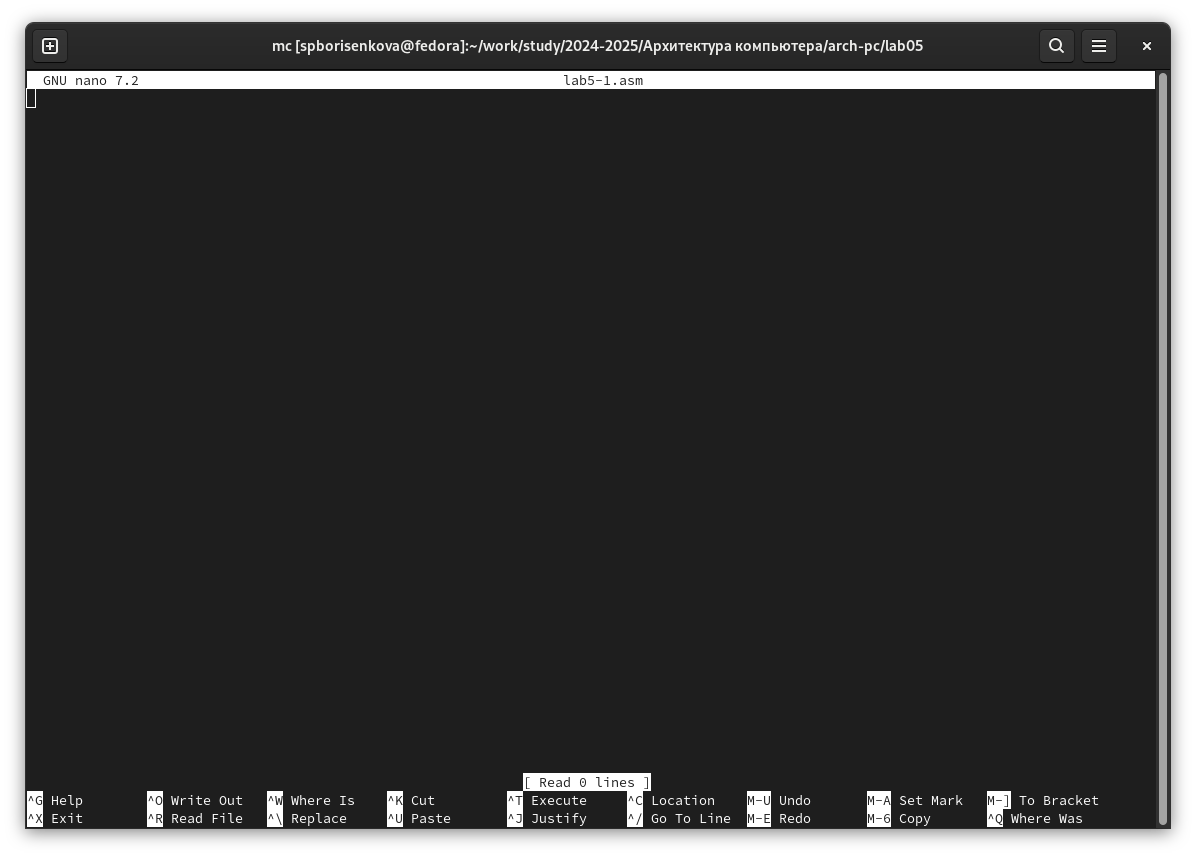 mc [spborisenkova@fedora]:~/work/study/2024-2025/Архитектура компьютера/arch-pc/lab05
GNU nano 7.2 lab5-1.asm
[ Read 0 lines ]
^G Help ^O Write Out ^W Where Is ^K Cut ^T Execute ^C Location M-U Undo M-A Set Mark M-] To Bracket
^X Exit ^R Read File ^\ Replace ^U Paste ^J Justify ^/ Go To Line M-E Redo M-6 Copy ^Q Where Was